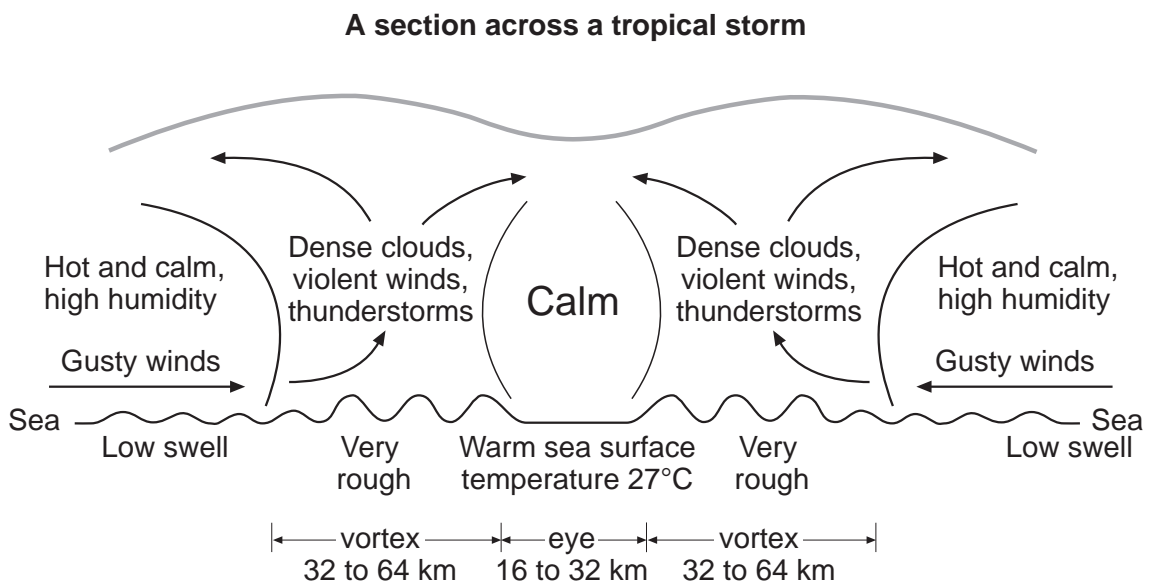 A section across a tropical storm
Hot and calm,
high humidity
Dense clouds,
violent winds,
thunderstorms
Calm
Dense clouds,
violent winds,
thunderstorms
Hot and calm,
high humidity
Gusty winds
Gusty winds
Sea
Sea
Low swell
Very
rough
Warm sea surface
temperature 27°C
Very
rough
Low swell
vortex
32 to 64 km
eye
16 to 32 km
vortex
32 to 64 km